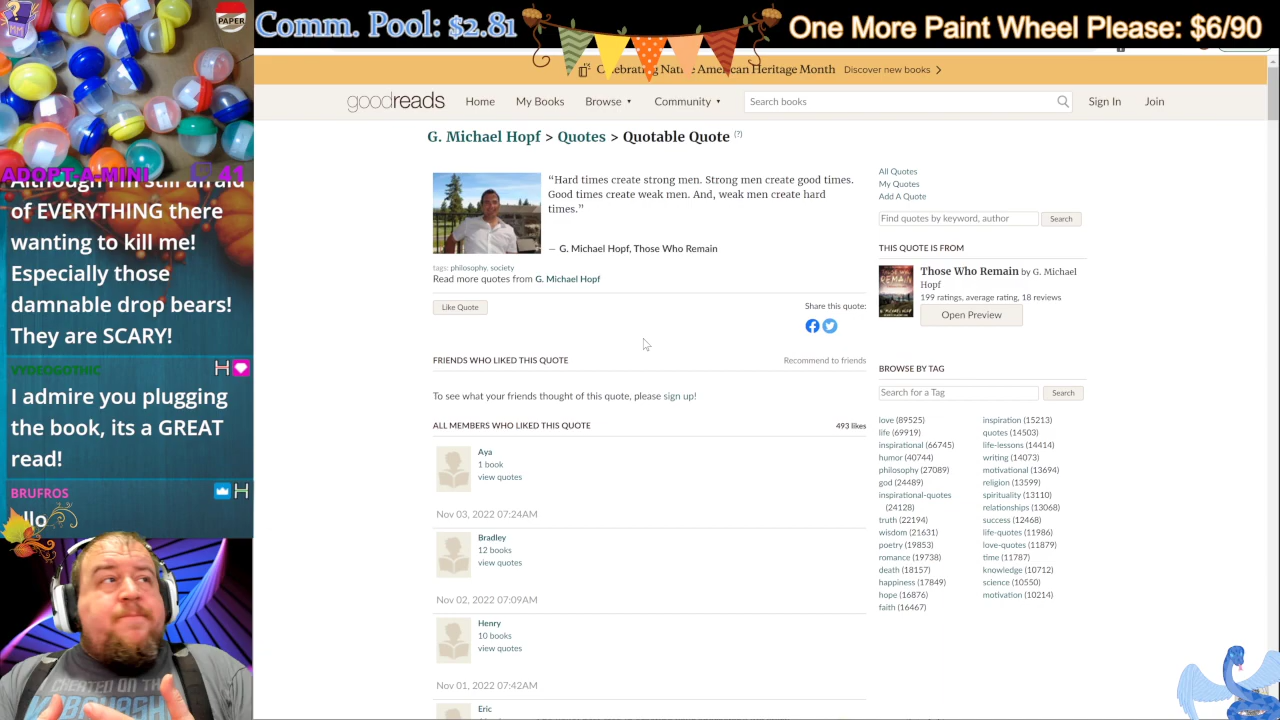 Comm. Pool: $2.81
One More Paint Wheel Please: $6/90
PAPER
MM
Celebrating Native American Heritage Month
Discover new books
goodreads
Home
My Books
Browse
Community
Search books
Sign In
Join
G. Michael Hopf > Quotes > Quotable Quote (?)
“Hard times create strong men. Strong men create good times.
Good times create weak men. And, weak men create hard
times.”
― G. Michael Hopf, Those Who Remain
tags: philosophy, society
Read more quotes from G. Michael Hopf
Like Quote
Share this quote:
FRIENDS WHO LIKED THIS QUOTE
Recommend to friends
To see what your friends thought of this quote, please sign up!
ALL MEMBERS WHO LIKED THIS QUOTE
493 likes
Aya
1 book
view quotes
Nov 03, 2022 07:24AM
Bradley
12 books
view quotes
Nov 02, 2022 07:09AM
Henry
10 books
view quotes
Nov 01, 2022 07:42AM
Eric
All Quotes
My Quotes
Add A Quote
Find quotes by keyword, author
Search
THIS QUOTE IS FROM
Those Who Remain by G. Michael
Hopf
199 ratings, average rating, 18 reviews
Open Preview
BROWSE BY TAG
Search for a Tag
Search
love (89525)
life (69919)
inspirational (66745)
humor (40744)
philosophy (27089)
god (24489)
inspirational-quotes
(24128)
truth (22194)
wisdom (21631)
poetry (19853)
romance (19738)
death (18157)
happiness (17849)
hope (16876)
faith (16467)
inspiration (15213)
quotes (14503)
life-lessons (14414)
writing (14073)
motivational (13694)
religion (13599)
spirituality (13110)
relationships (13068)
success (12468)
life-quotes (11986)
love-quotes (11879)
time (11787)
knowledge (10712)
science (10550)
motivation (10214)
ADOPT-A-MINI
41
Although I'm still afraid
of EVERYTHING there
wanting to kill me!
Especially those
damnable drop bears!
They are SCARY!
VYDEDGOTHIC
I admire you plugging
the book, its a GREAT
read!
BRUFROS
llo
CREATED ON THE